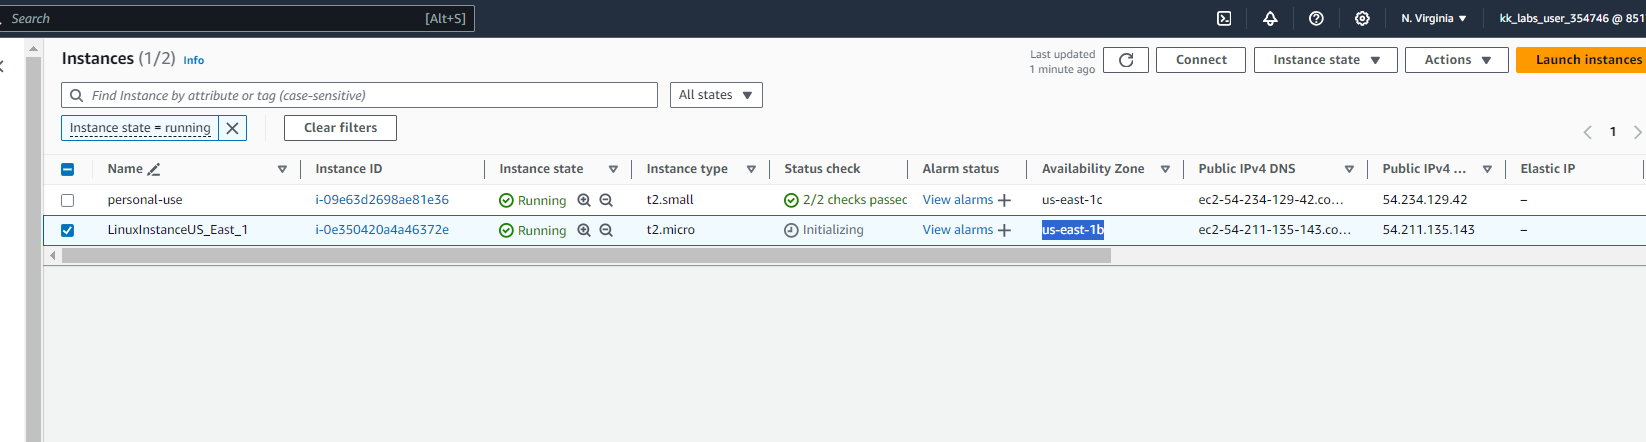 Search [Alt+S] N. Virginia ▼ kk_labs_user_354746 @ 851
Instances (1/2) Info Last updated 1 minute ago Connect Instance state ▼ Actions ▼ Launch instances
Find Instance by attribute or tag (case-sensitive) All states ▼
Instance state = running Clear filters 1
Name Instance ID Instance state Instance type Status check Alarm status Availability Zone Public IPv4 DNS Public IPv4 ... Elastic IP
personal-use i-09e63d2698ae81e36 Running t2.small 2/2 checks passec View alarms + us-east-1c ec2-54-234-129-42.co... 54.234.129.42 –
LinuxInstanceUS_East_1 i-0e350420a4a46372e Running t2.micro Initializing View alarms + us-east-1b ec2-54-211-135-143.co... 54.211.135.143 –